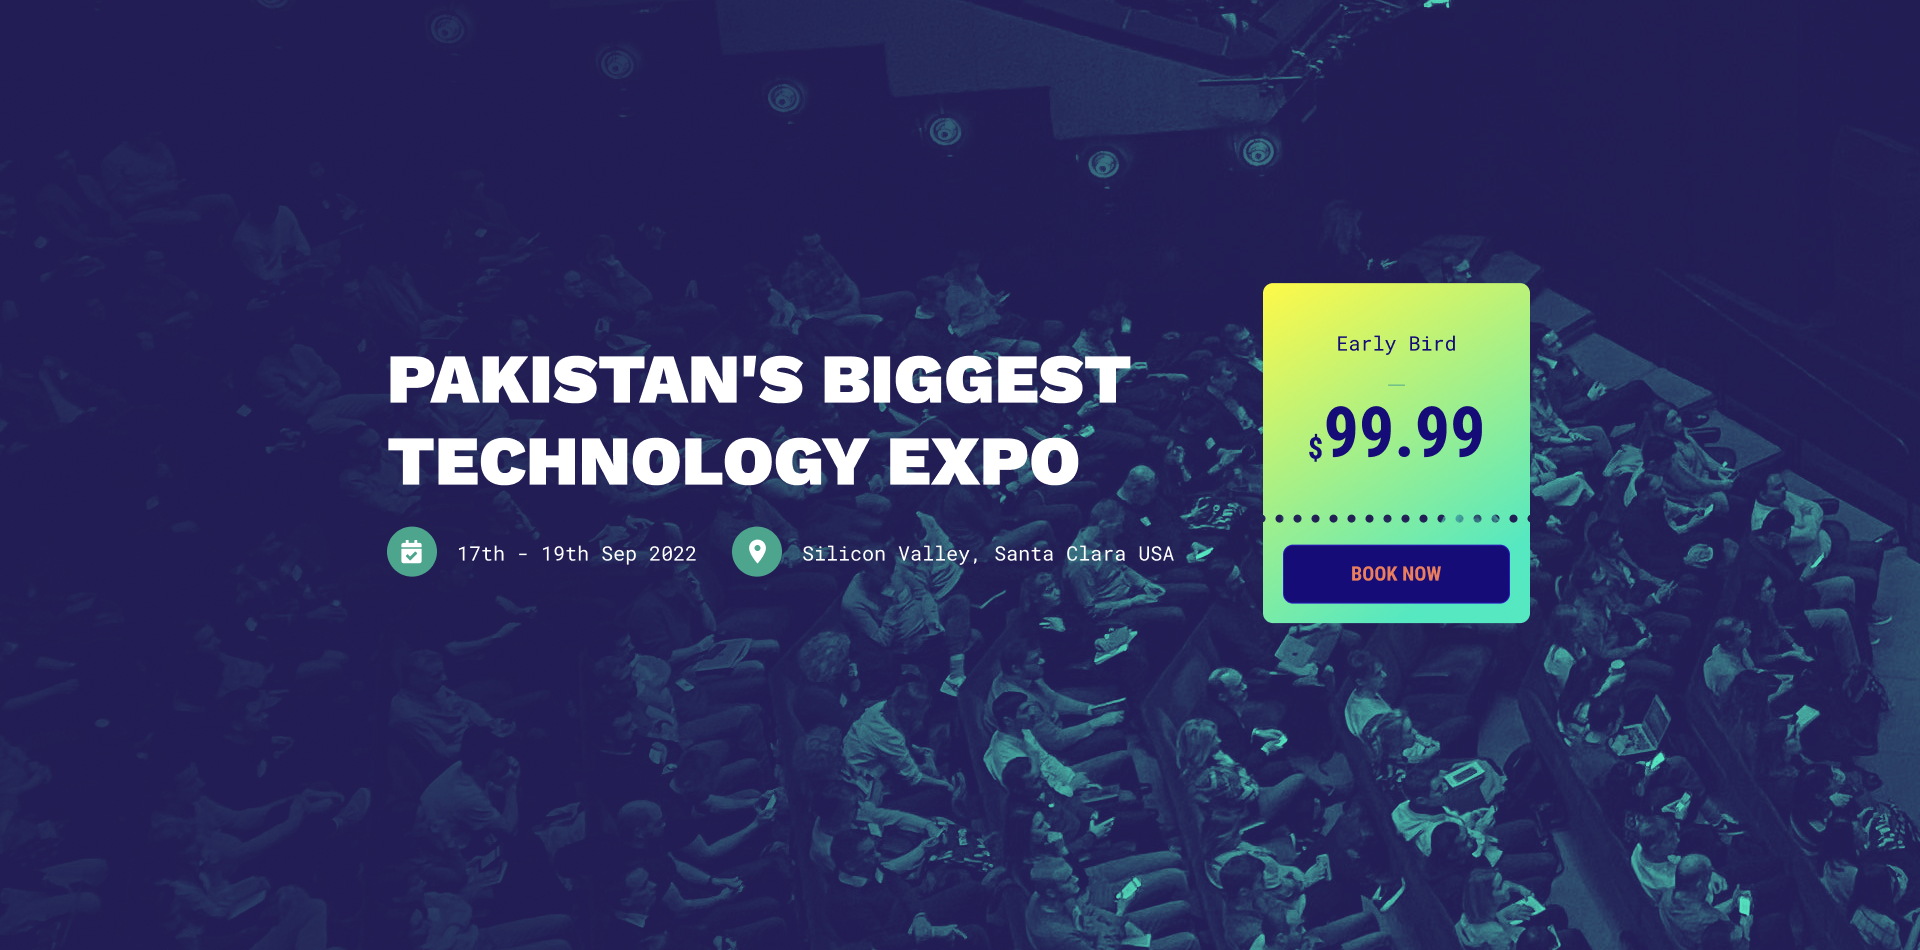 PAKISTAN'S BIGGEST
TECHNOLOGY EXPO
17th - 19th Sep 2022
Silicon Valley, Santa Clara USA
Early Bird
$99.99
BOOK NOW